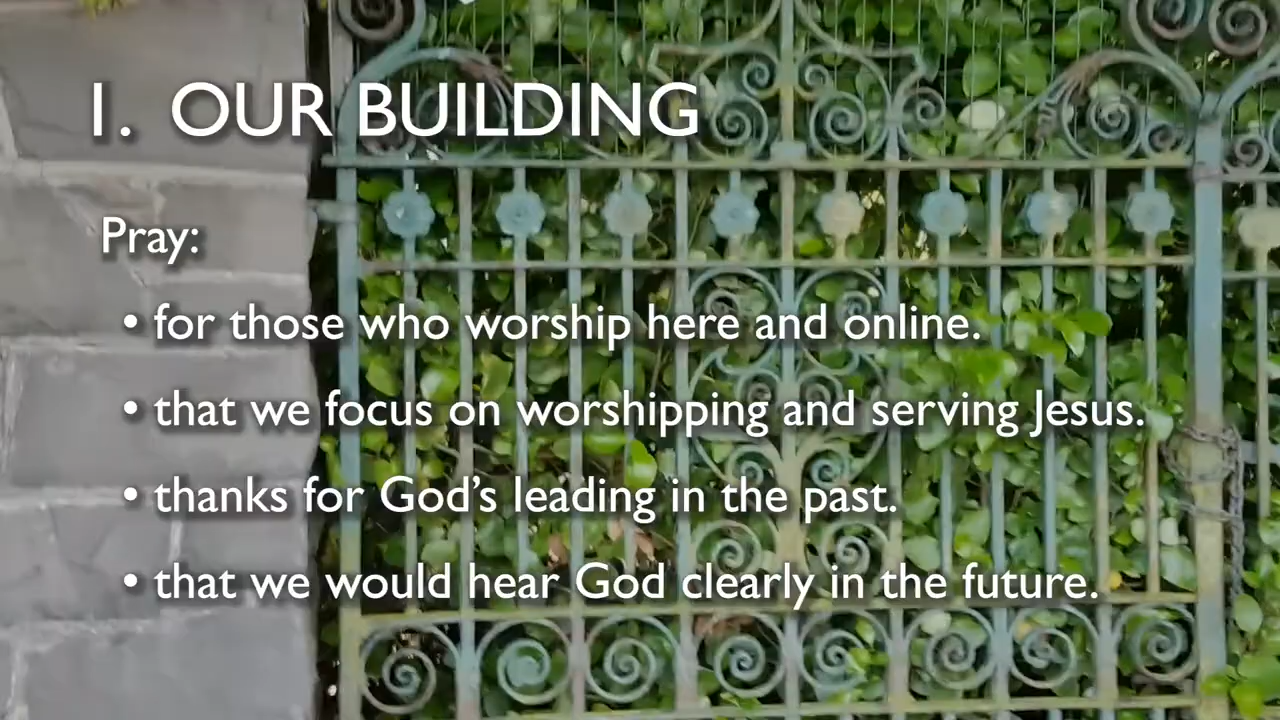 1. OUR BUILDING
Pray:
• for those who worship here and online.
• that we focus on worshipping and serving Jesus.
• thanks for God’s leading in the past.
• that we would hear God clearly in the future.